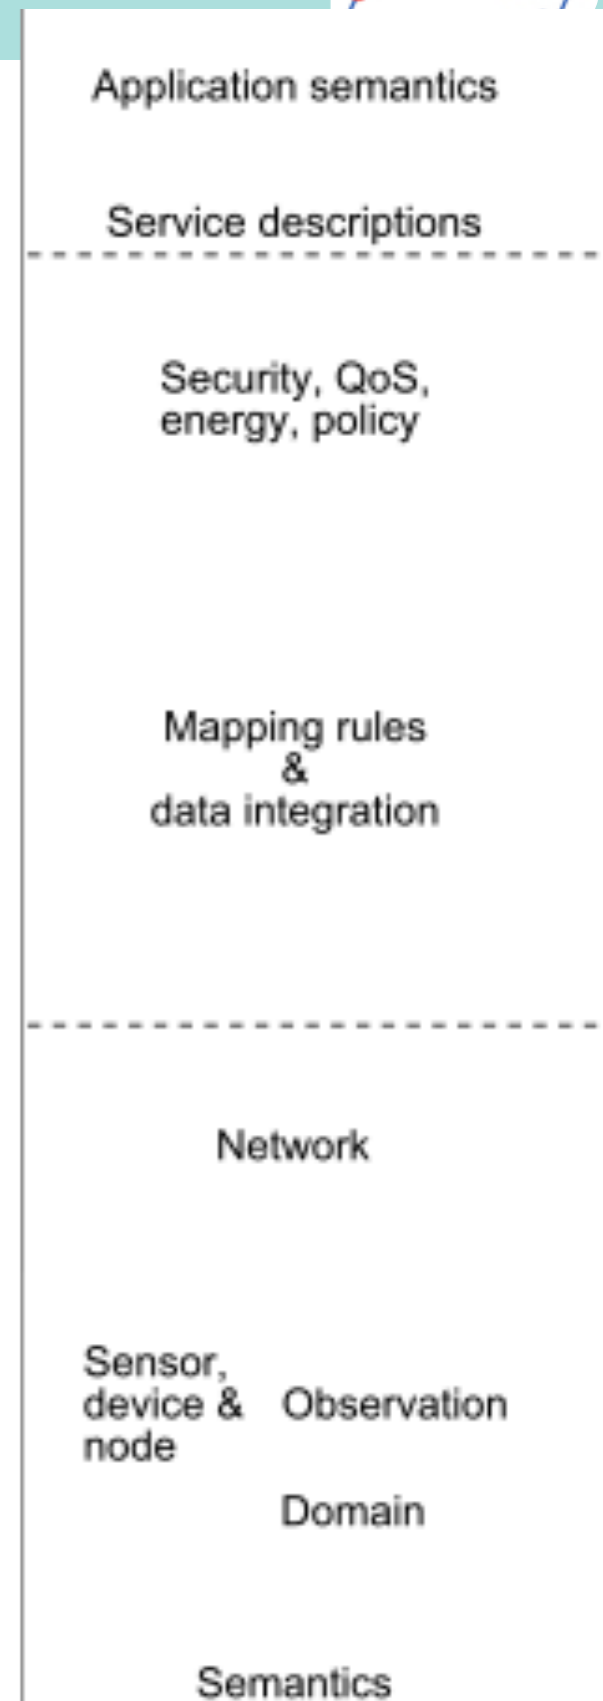 Application semantics
Service descriptions
Security, QoS,
energy, policy
Mapping rules
&
data integration
Network
Sensor,
device &
node
Observation
Domain
Semantics